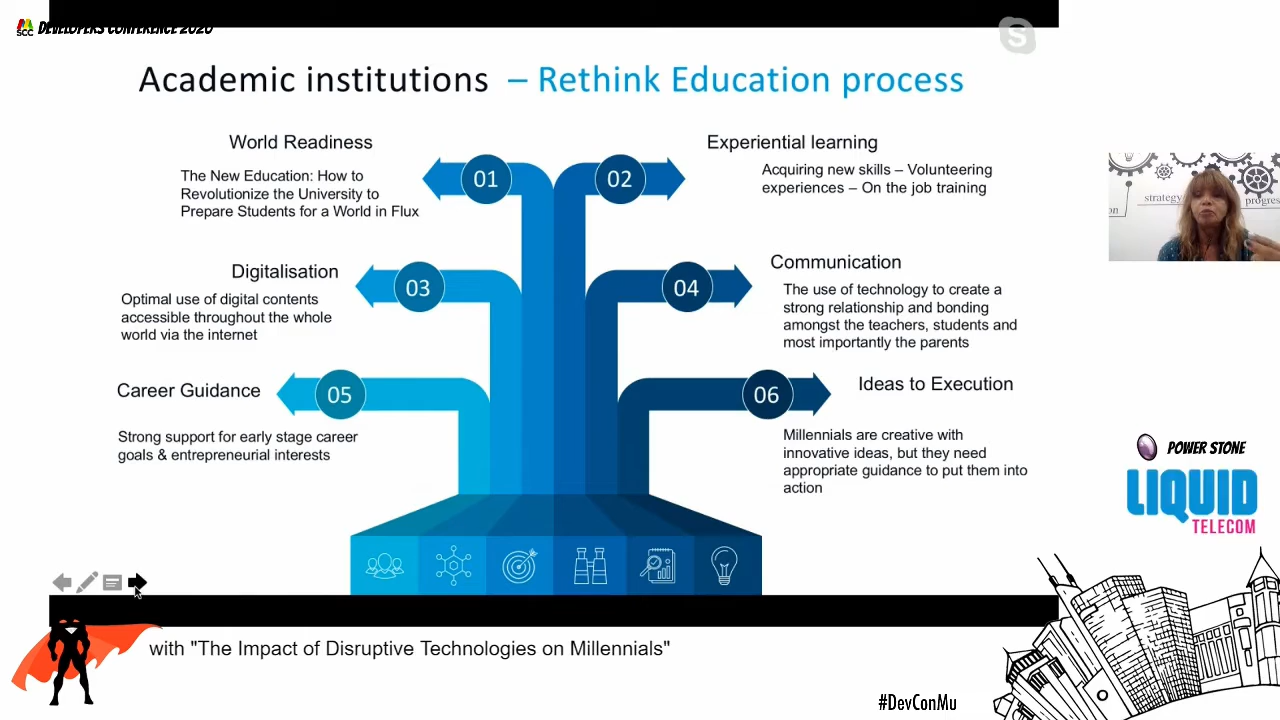 SCC DEVELOPERS CONFERENCE 2020
S
Academic institutions – Rethink Education process
World Readiness
The New Education: How to
Revolutionize the University to
Prepare Students for a World in Flux
01
02
Experiential learning
Acquiring new skills – Volunteering
experiences – On the job training
Digitalisation
Optimal use of digital contents
accessible throughout the whole
world via the internet
03
04
Communication
The use of technology to create a
strong relationship and bonding
amongst the teachers, students and
most importantly the parents
Career Guidance
Strong support for early stage career
goals & entrepreneurial interests
05
06
Ideas to Execution
Millennials are creative with
innovative ideas, but they need
appropriate guidance to put them into
action
strategy
progres
on
POWER STONE
LIQUID
TELECOM
with "The Impact of Disruptive Technologies on Millennials"
#DevConMu